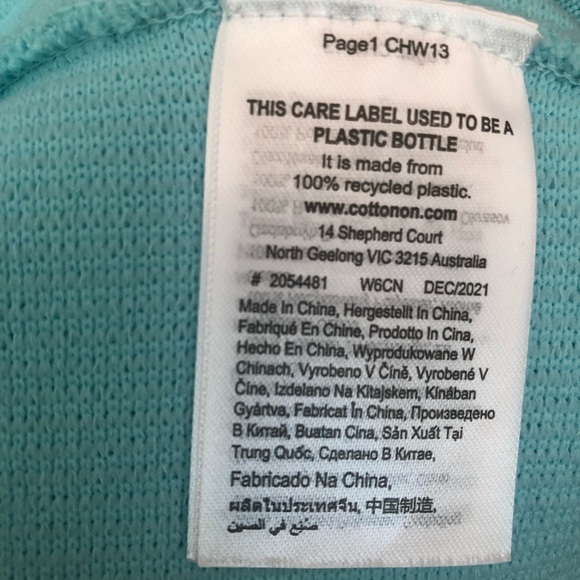 Page1 CHW13
THIS CARE LABEL USED TO BE A
PLASTIC BOTTLE
It is made from
100% recycled plastic.
www.cottonon.com
14 Shepherd Court
North Geelong VIC 3215 Australia
# 2054481 W6CN DEC/2021
Made In China, Hergestellt In China,
Fabriqué En Chine, Prodotto In Cina,
Hecho En China, Wyprodukowane W
Chinach, Vyrobeno V Číně, Vyrobené V
Číne, Izdelano Na Kitajskem, Kínában
Gyártva, Fabricat În China, Произведено
В Китай, Buatan Cina, Sản Xuất Tại
Trung Quốc, Сделано В Китае,
Fabricado Na China,
ผลิตในประเทศจีน, 中国制造,
صنع في الصين